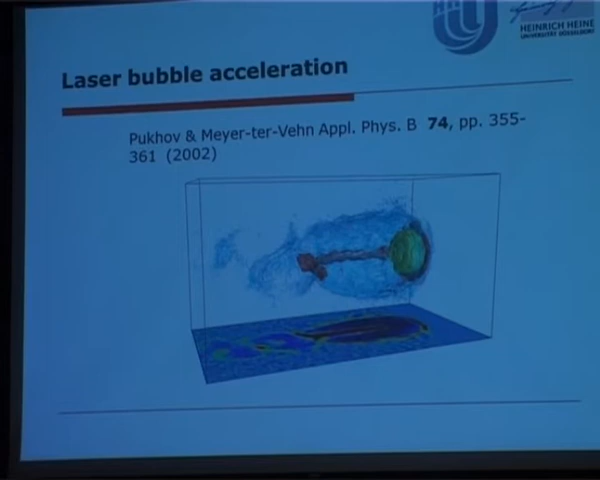 HEINRICH HEINE
UNIVERSITÄT DÜSSELDORF
Laser bubble acceleration
Pukhov & Meyer-ter-Vehn Appl. Phys. B 74, pp. 355-
361 (2002)